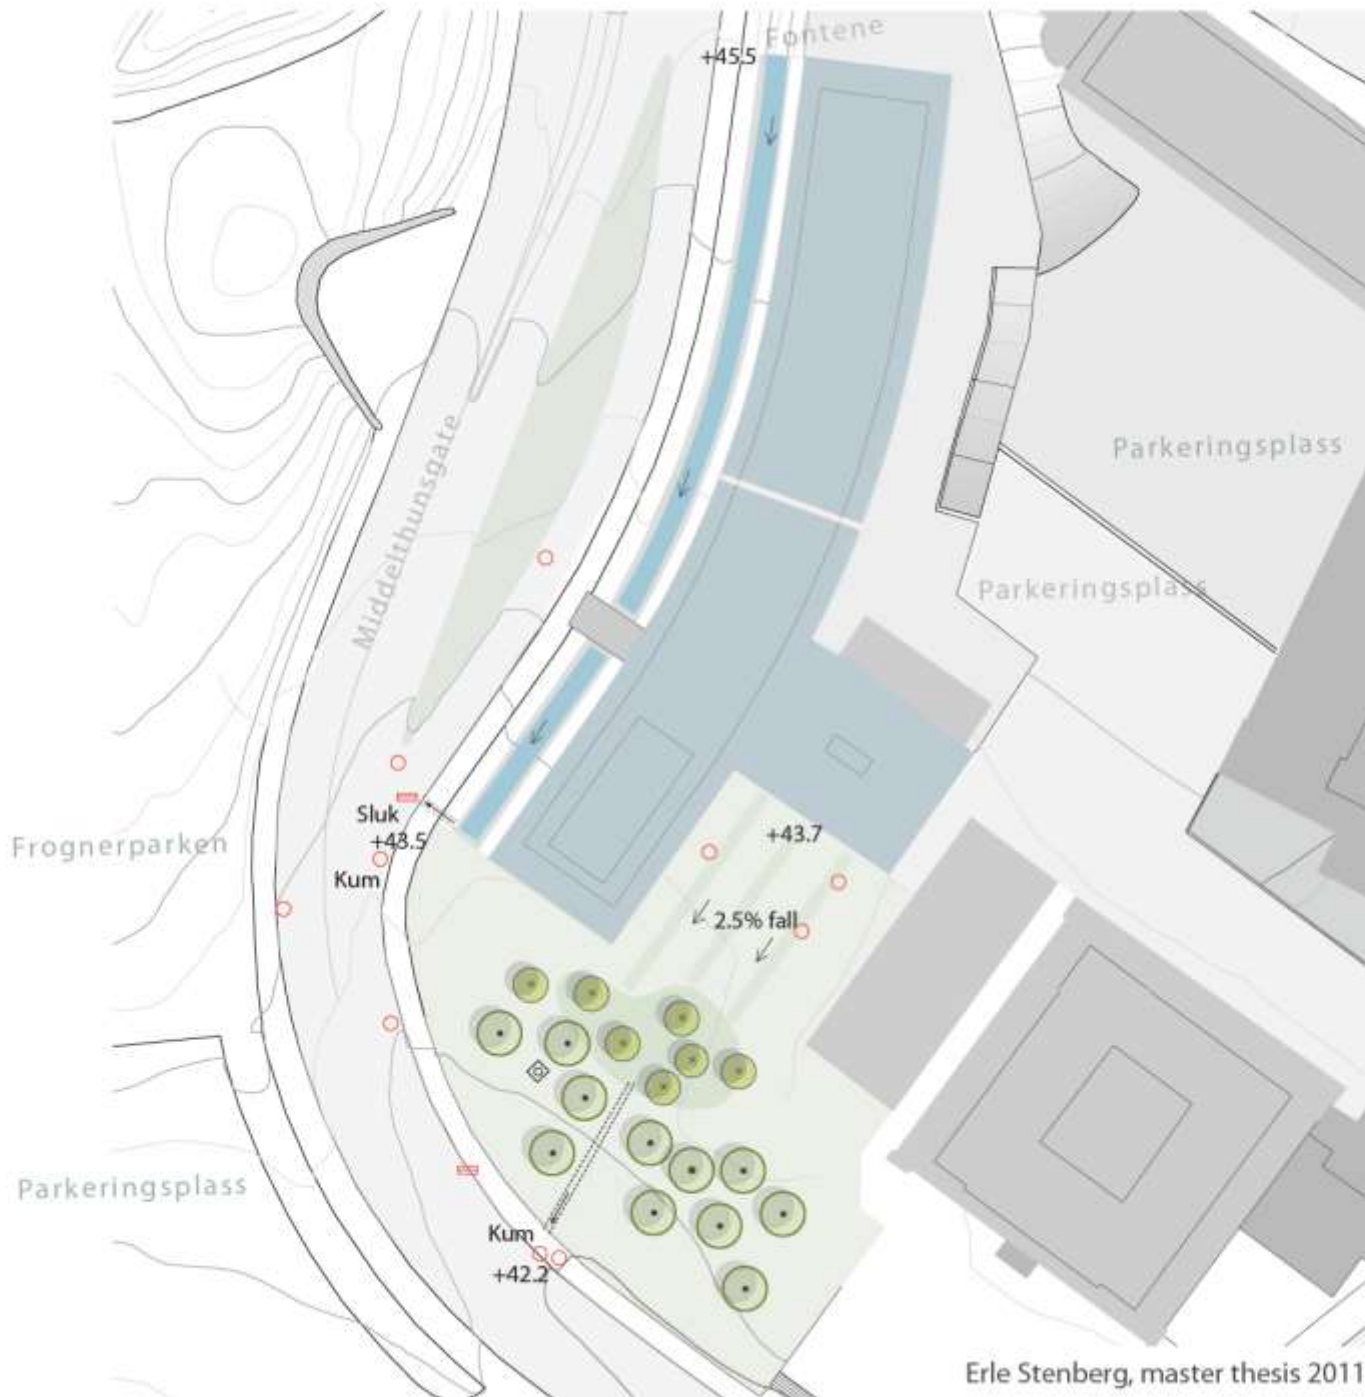 Fontene
+45.5
Parkeringsplass
Middelthunsgate
Parkeringsplass
Sluk
+43.5
+43.7
Frognerparken
Kum
2.5% fall
Parkeringsplass
Kum
+42.2
Erle Stenberg, master thesis 2011